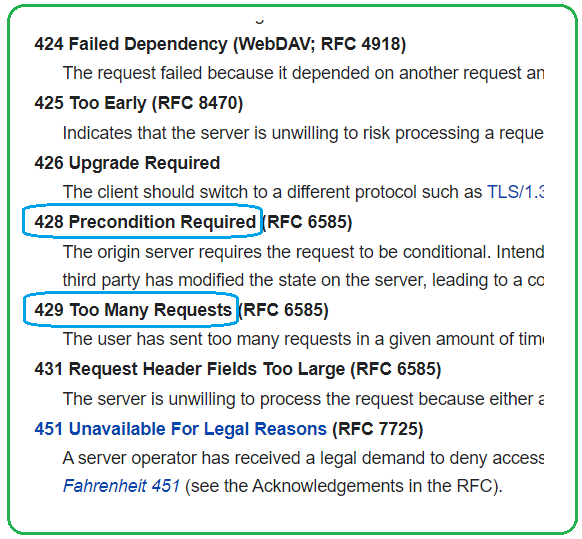 424 Failed Dependency (WebDAV; RFC 4918)
The request failed because it depended on another request an
425 Too Early (RFC 8470)
Indicates that the server is unwilling to risk processing a reque
426 Upgrade Required
The client should switch to a different protocol such as TLS/1.3
428 Precondition Required (RFC 6585)
The origin server requires the request to be conditional. Intend
third party has modified the state on the server, leading to a co
429 Too Many Requests (RFC 6585)
The user has sent too many requests in a given amount of time
431 Request Header Fields Too Large (RFC 6585)
The server is unwilling to process the request because either a
451 Unavailable For Legal Reasons (RFC 7725)
A server operator has received a legal demand to deny access
Fahrenheit 451 (see the Acknowledgements in the RFC).